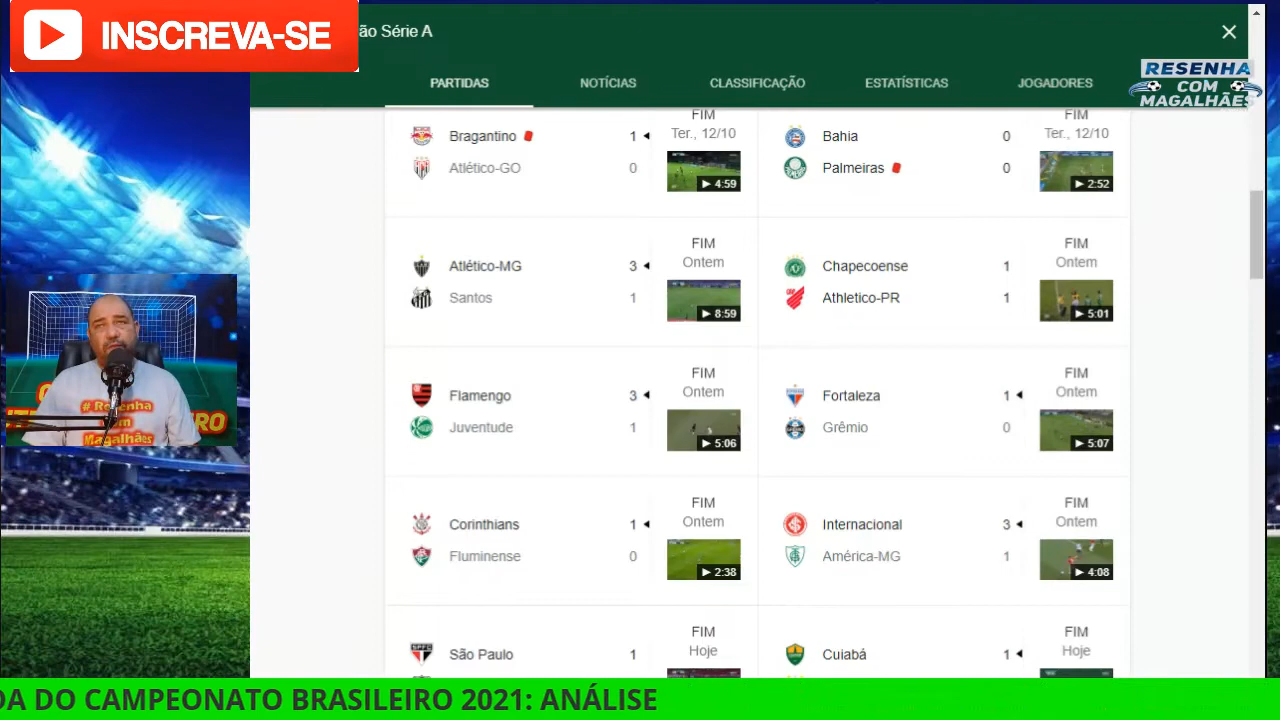 INSCREVA-SE
ão Série A
PARTIDAS
NOTÍCIAS
CLASSIFICAÇÃO
ESTATÍSTICAS
JOGADORES
RESENHA
COM
MAGALHÃES
Bragantino 1
Atlético-GO 0
FIM
Ter., 12/10
4:59
Bahia 0
Palmeiras 0
FIM
Ter., 12/10
2:52
Atlético-MG 3
Santos 1
FIM
Ontem
8:59
Chapecoense 1
Athletico-PR 1
FIM
Ontem
5:01
Flamengo 3
Juventude 1
FIM
Ontem
5:06
Fortaleza 1
Grêmio 0
FIM
Ontem
5:07
Corinthians 1
Fluminense 0
FIM
Ontem
2:38
Internacional 3
América-MG 1
FIM
Ontem
4:08
São Paulo 1
FIM
Hoje
Cuiabá 1
FIM
Hoje
# Resenha
com
Magalhães
RO
DA DO CAMPEONATO BRASILEIRO 2021: ANÁLISE